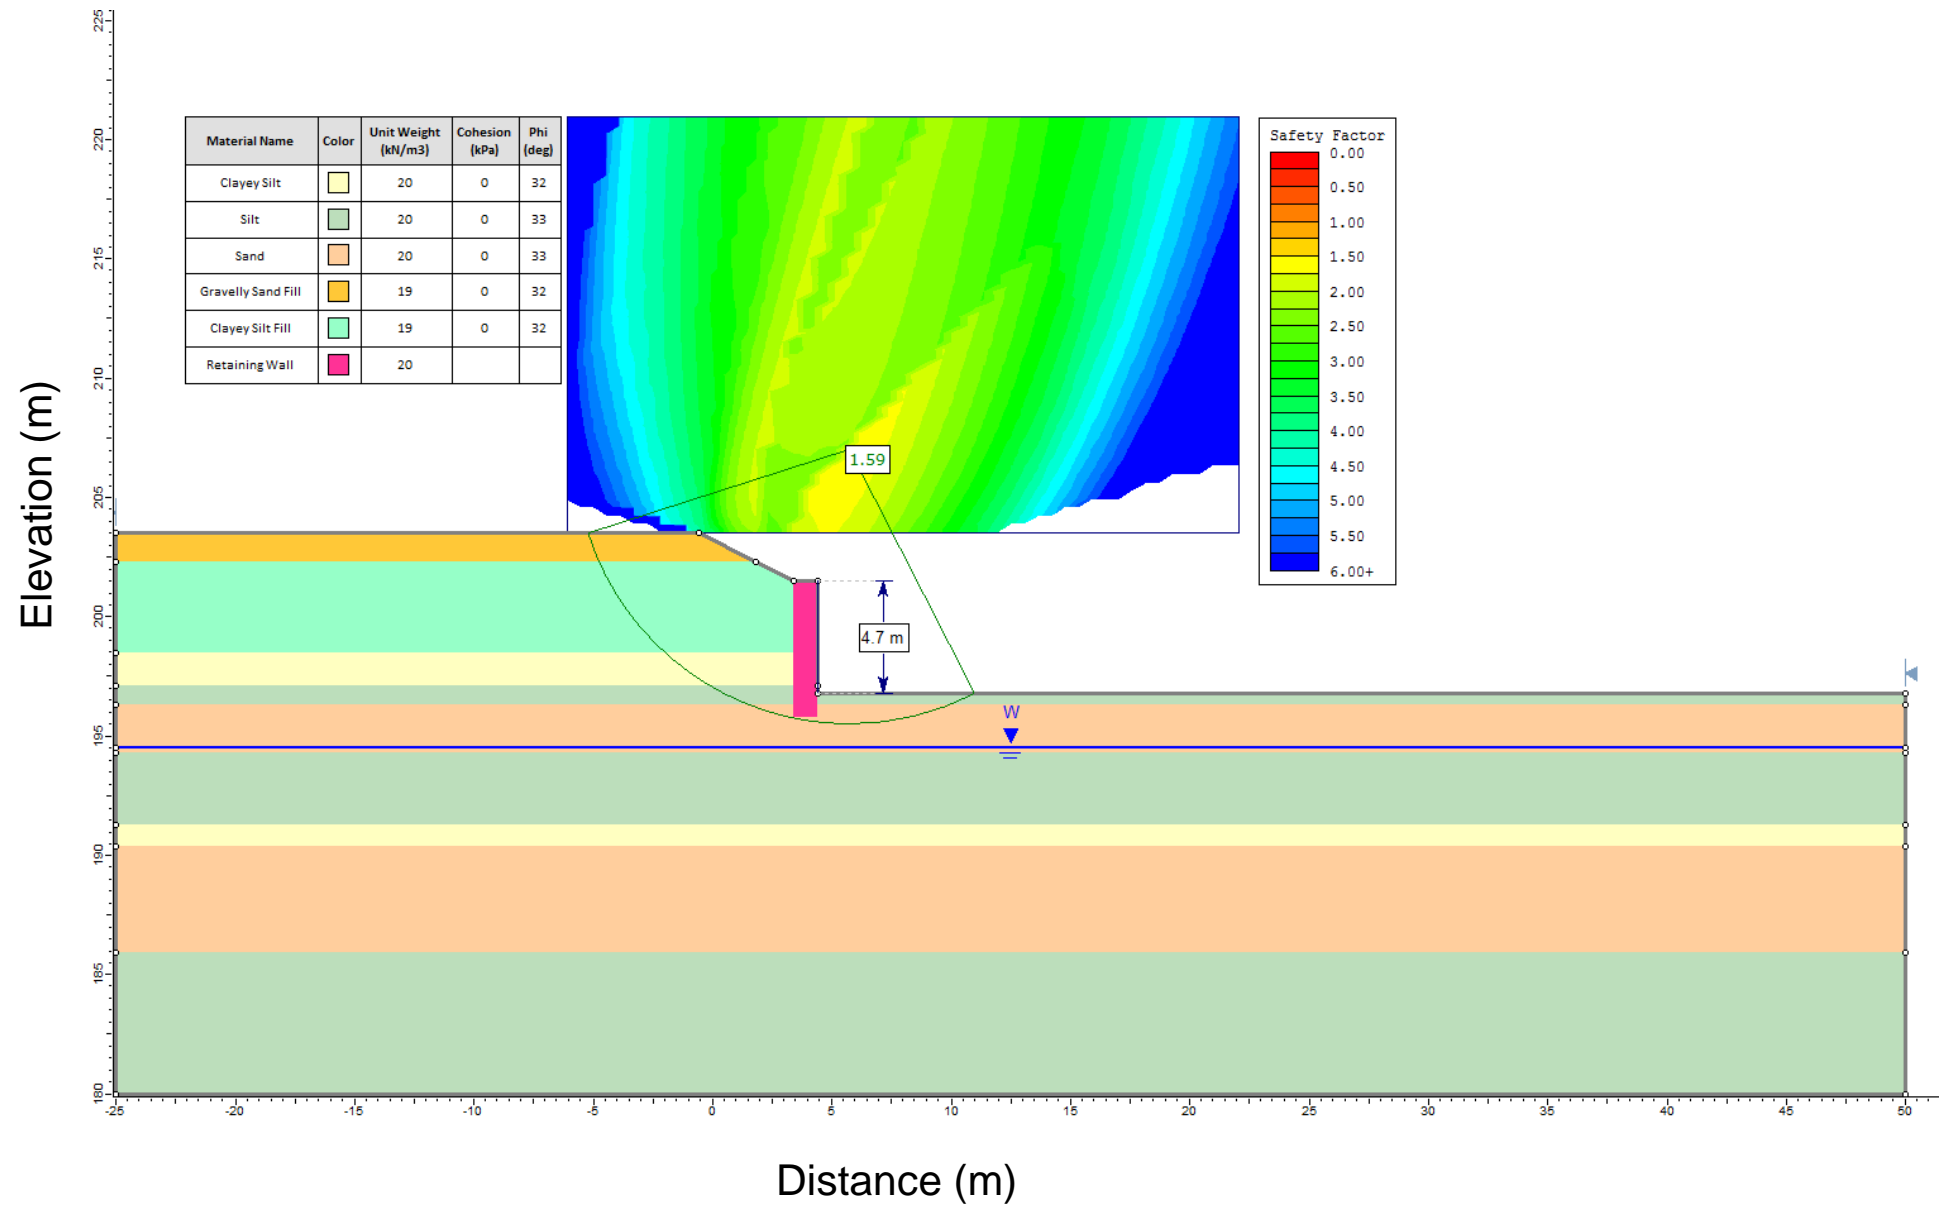 Elevation (m)
225
220
215
210
205
200
195
190
185
180
Material Name Color Unit Weight (kN/m3) Cohesion (kPa) Phi (deg)
Clayey Silt 20 0 32
Silt 20 0 33
Sand 20 0 33
Gravelly Sand Fill 19 0 32
Clayey Silt Fill 19 0 32
Retaining Wall 20
Safety Factor
0.00
0.50
1.00
1.50
2.00
2.50
3.00
3.50
4.00
4.50
5.00
5.50
6.00+
1.59
4.7 m
W
-25 -20 -15 -10 -5 0 5 10 15 20 25 30 35 40 45 50
Distance (m)